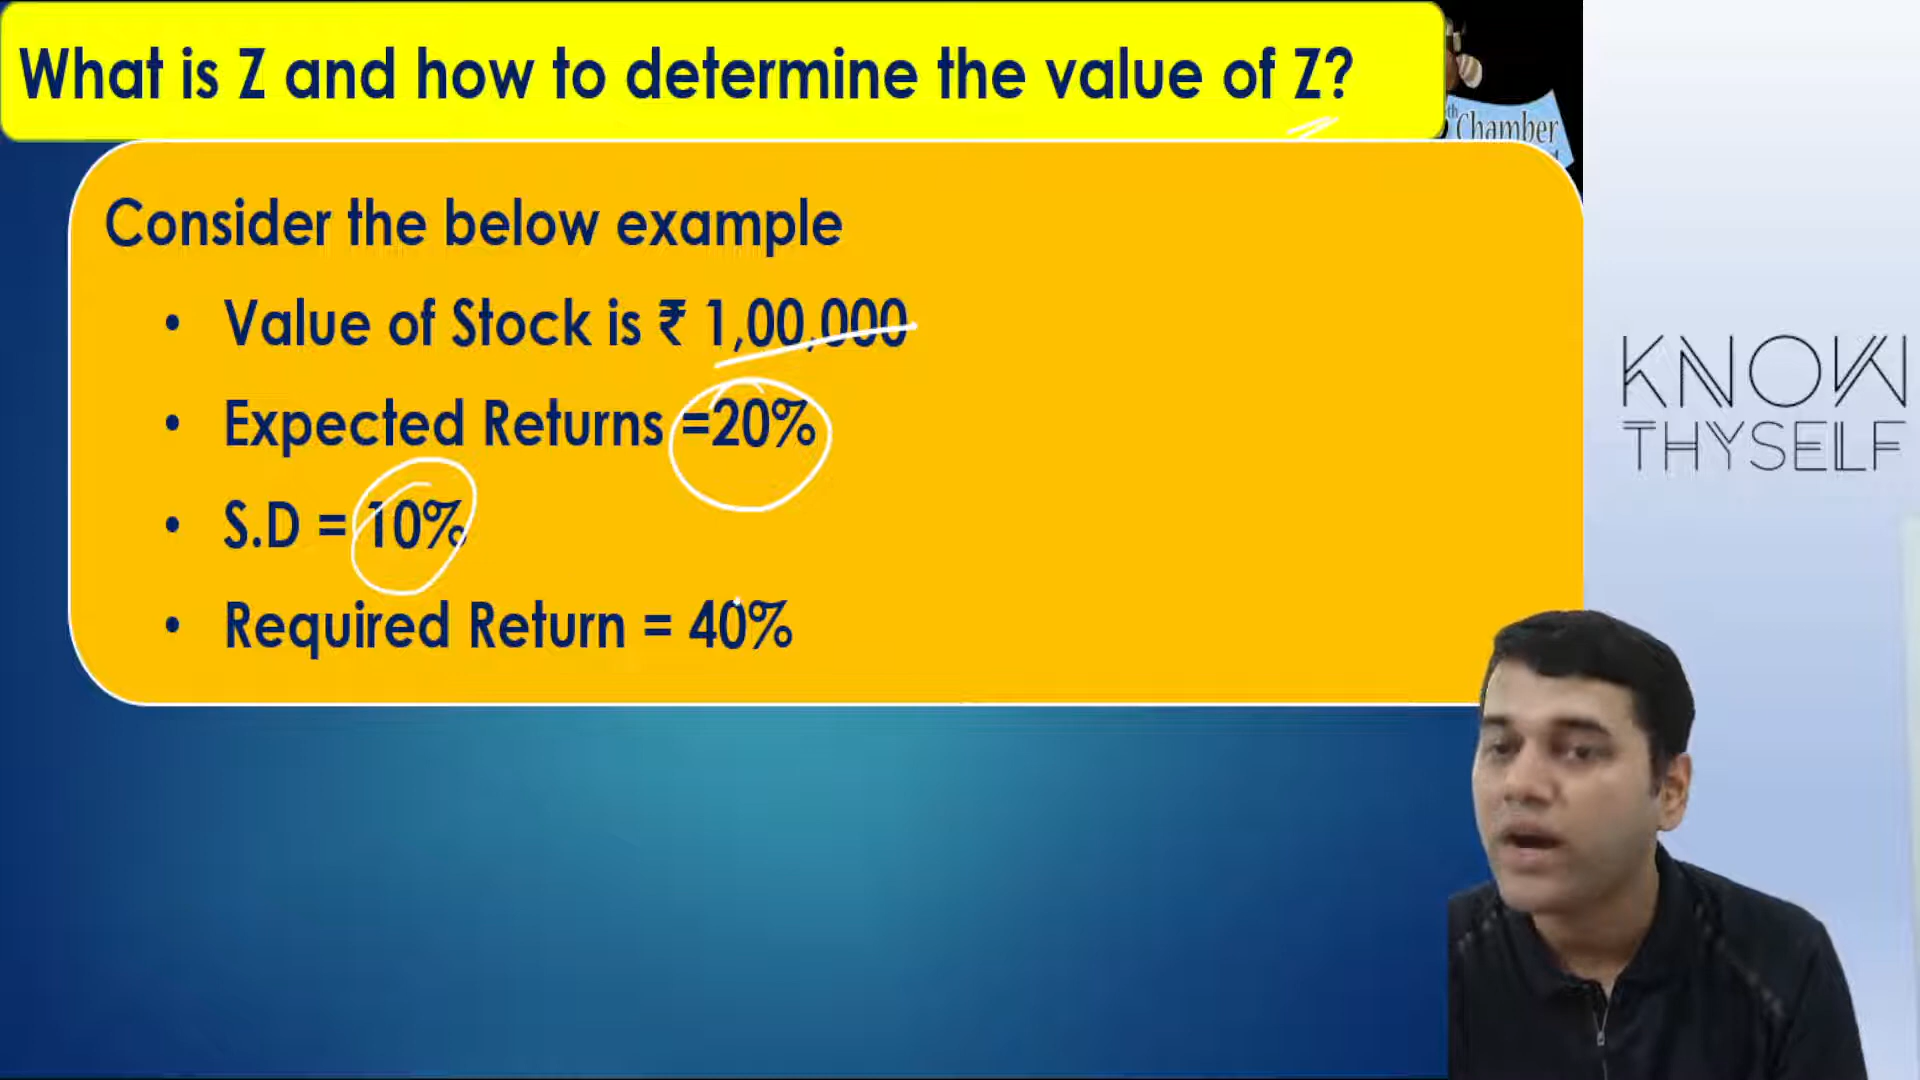 What is Z and how to determine the value of Z?
th
Chamber
Consider the below example
• Value of Stock is ₹ 1,00,000
• Expected Returns =20%
• S.D = 10%
• Required Return = 40%
KNOW
THYSELF